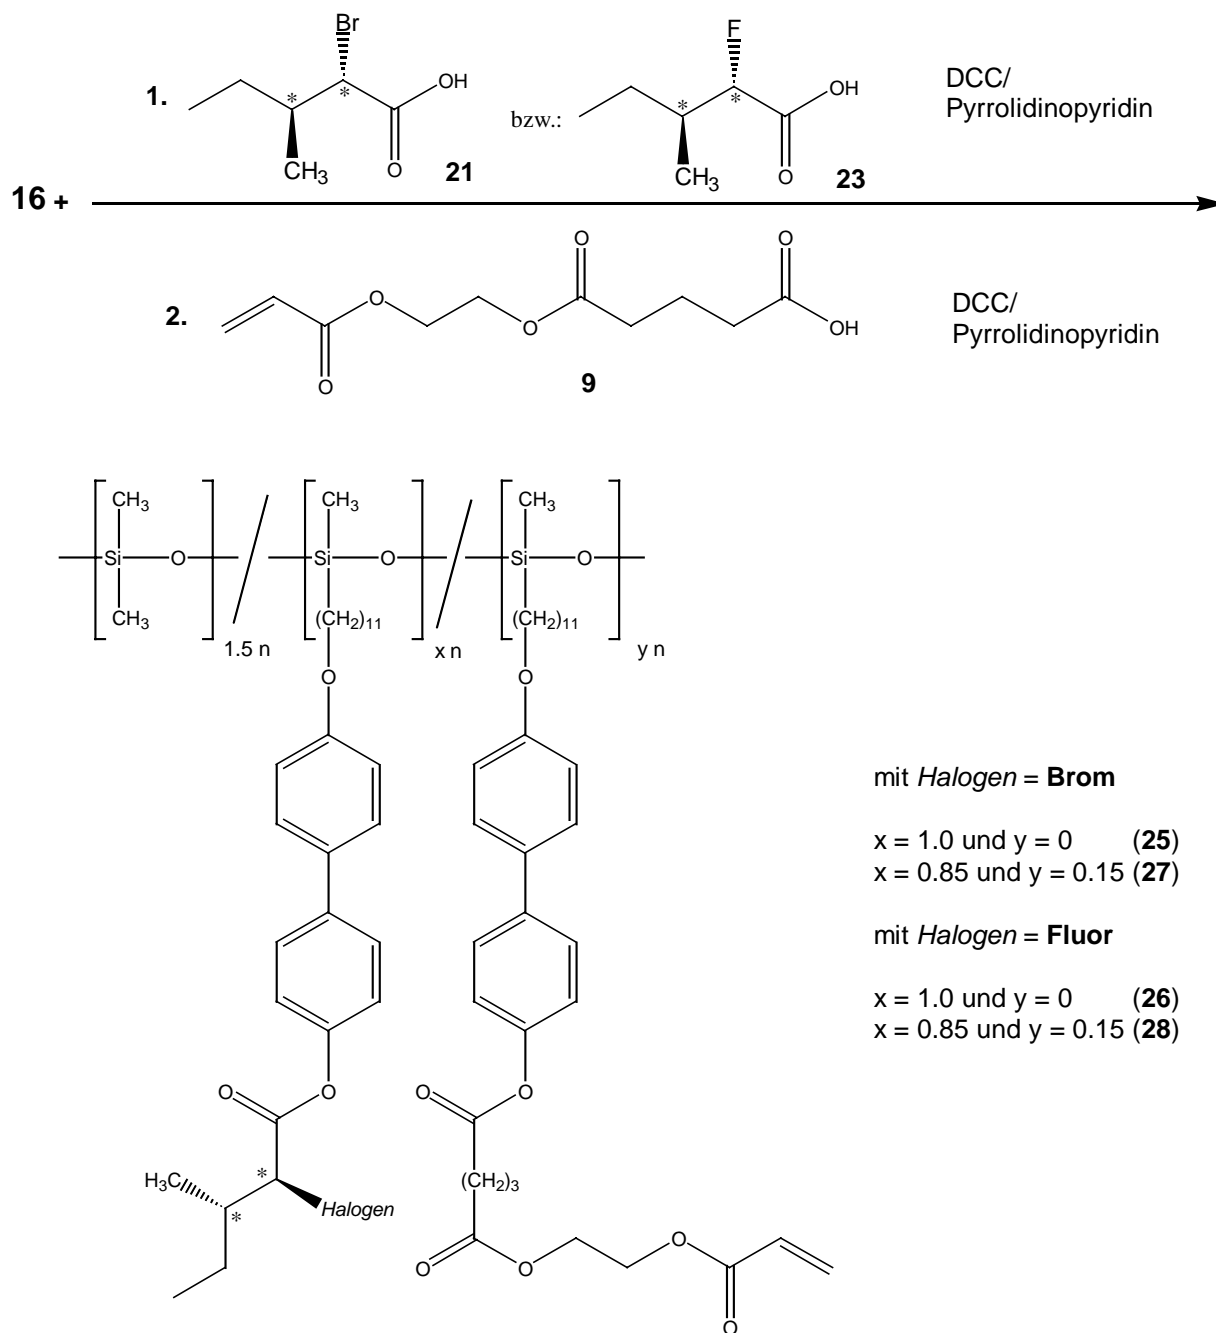 Br
F
1.
* *
OH
O
CH3
21
bzw.:
* *
OH
O
CH3
23
DCC/
Pyrrolidinopyridin
16 +
2.
O
O
O
O
O
OH
9
DCC/
Pyrrolidinopyridin
CH3 CH3 CH3
Si O Si O Si O
CH3 (CH2)11 (CH2)11
1.5 n x n y n
O O
mit Halogen = Brom
x = 1.0 und y = 0 (25)
x = 0.85 und y = 0.15 (27)
mit Halogen = Fluor
x = 1.0 und y = 0 (26)
x = 0.85 und y = 0.15 (28)
O O O O
H3C * (CH2)3
* Halogen
O O O
O